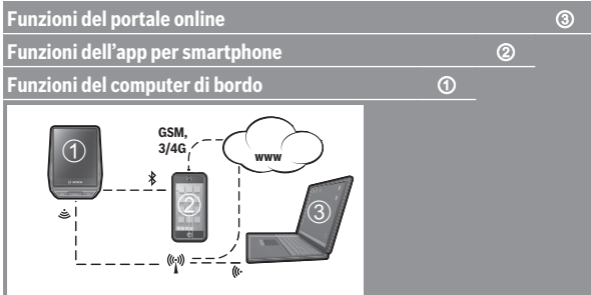 Funzioni del portale online ③
Funzioni dell'app per smartphone ②
Funzioni del computer di bordo ①
GSM,
3/4G
www
①
②
③
BOSCH